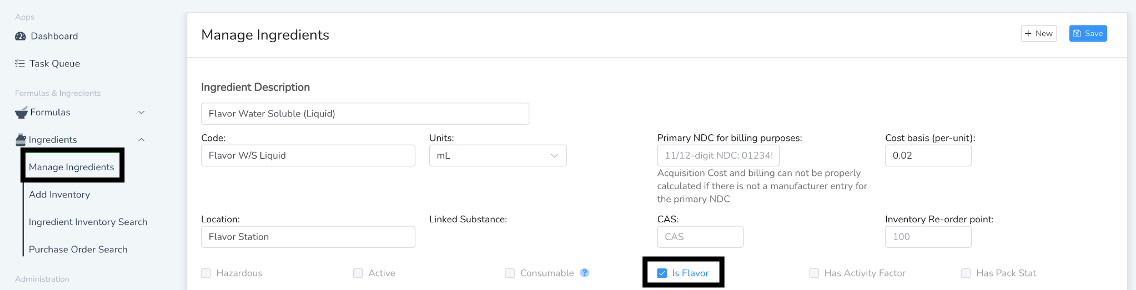 Apps
Dashboard
Task Queue
Formulas & Ingredients
Formulas
Ingredients
Manage Ingredients
Add Inventory
Ingredient Inventory Search
Purchase Order Search
Administration
Manage Ingredients
+ New
Save
Ingredient Description
Flavor Water Soluble (Liquid)
Code: Units: Primary NDC for billing purposes: Cost basis (per-unit):
Flavor W/S Liquid mL 11/12-digit NDC: 01234 0.02
Acquisition Cost and billing can not be properly
calculated if there is not a manufacturer entry for
the primary NDC
Location: Linked Substance: CAS: Inventory Re-order point:
Flavor Station CAS 100
Hazardous Active Consumable ? Is Flavor Has Activity Factor Has Pack Stat